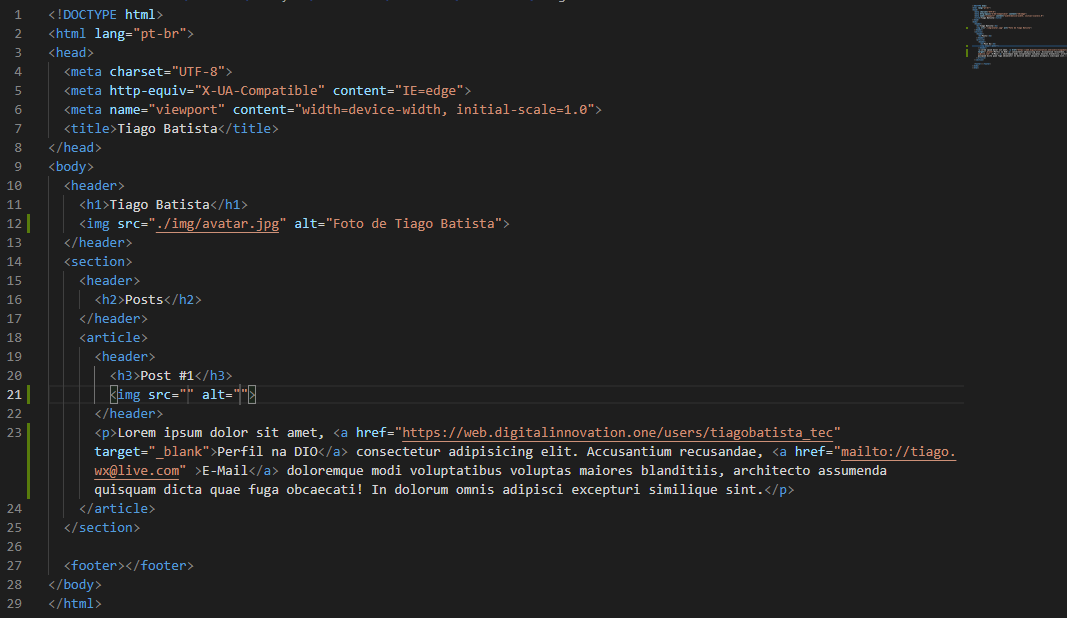 1 <!DOCTYPE html>
2 <html lang="pt-br">
3 <head>
4 <meta charset="UTF-8">
5 <meta http-equiv="X-UA-Compatible" content="IE=edge">
6 <meta name="viewport" content="width=device-width, initial-scale=1.0">
7 <title>Tiago Batista</title>
8 </head>
9 <body>
10 <header>
11 <h1>Tiago Batista</h1>
12 <img src="./img/avatar.jpg" alt="Foto de Tiago Batista">
13 </header>
14 <section>
15 <header>
16 <h2>Posts</h2>
17 </header>
18 <article>
19 <header>
20 <h3>Post #1</h3>
21 <img src="" alt="">
22 </header>
23 <p>Lorem ipsum dolor sit amet, <a href="https://web.digitalinnovation.one/users/tiagobatista_tec"
target="_blank">Perfil na DIO</a> consectetur adipisicing elit. Accusantium recusandae, <a href="mailto://tiago.
wx@live.com" >E-Mail</a> doloremque modi voluptatibus voluptas maiores blanditiis, architecto assumenda
quisquam dicta quae fuga obcaecati! In dolorum omnis adipisci excepturi similique sint.</p>
24 </article>
25 </section>
26
27 <footer></footer>
28 </body>
29 </html>